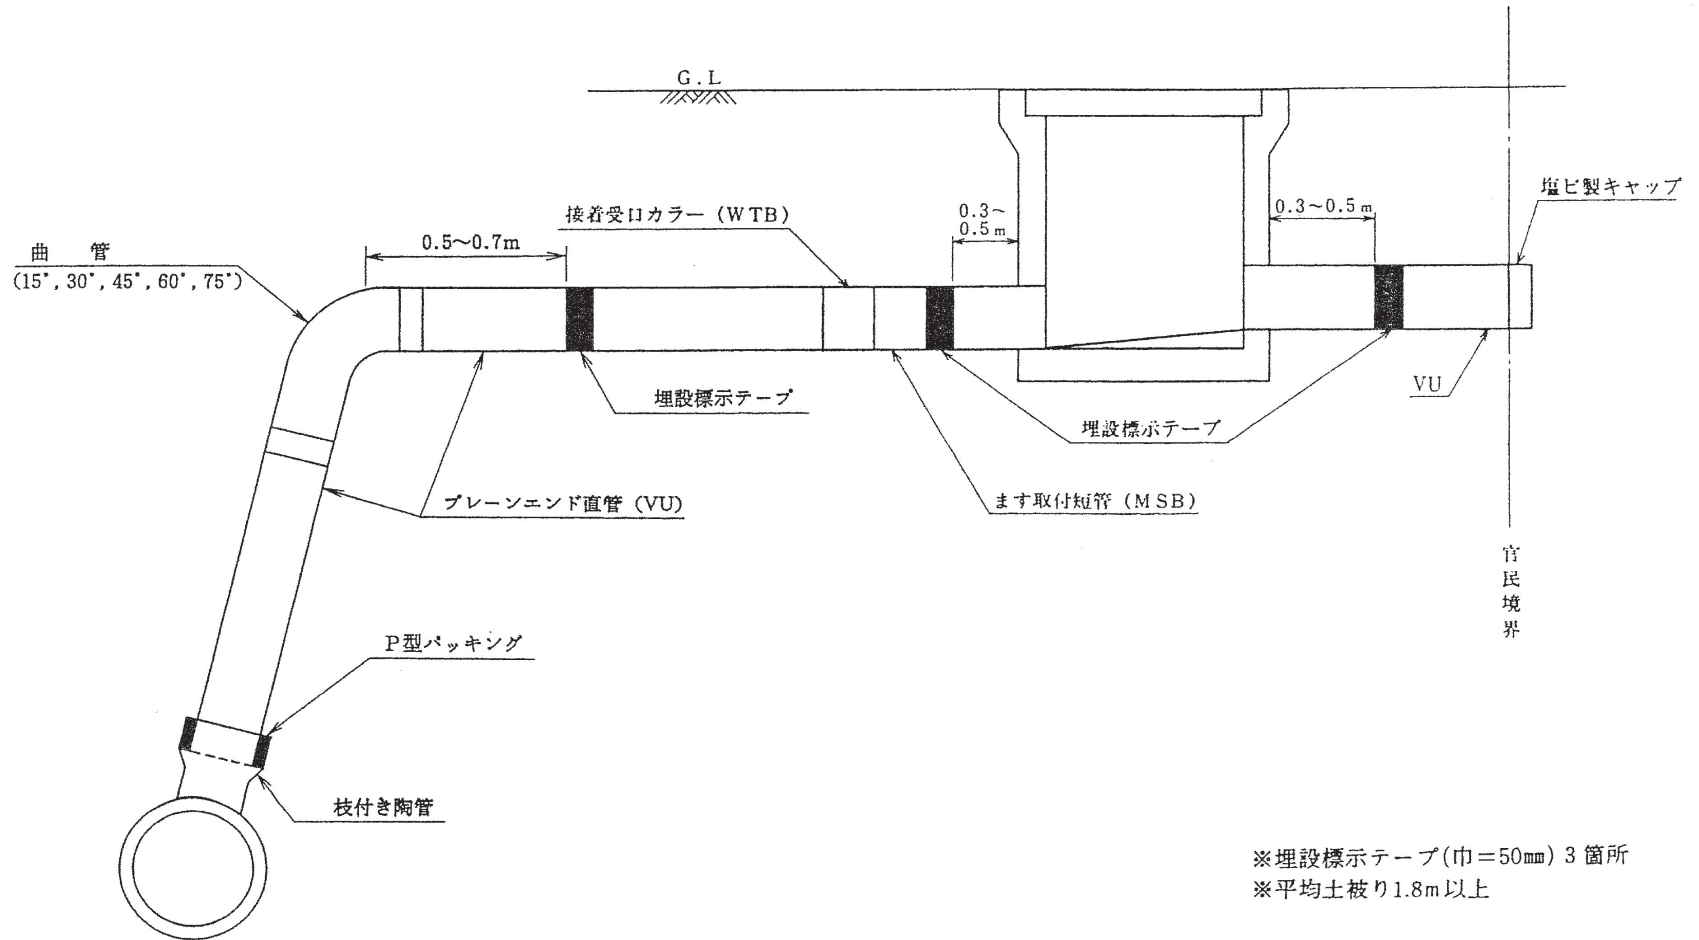 G.L
塩ビ製キャップ
接着受口カラー (WTB)
0.3～
0.5m
0.3～0.5m
曲 管
(15°, 30°, 45°, 60°, 75°)
0.5～0.7m
埋設標示テープ
VU
埋設標示テープ
プレーンエンド直管 (VU)
ます取付短管 (MSB)
官民境界
P型パッキング
枝付き陶管
※埋設標示テープ(巾=50㎜) 3箇所
※平均土被り1.8m以上